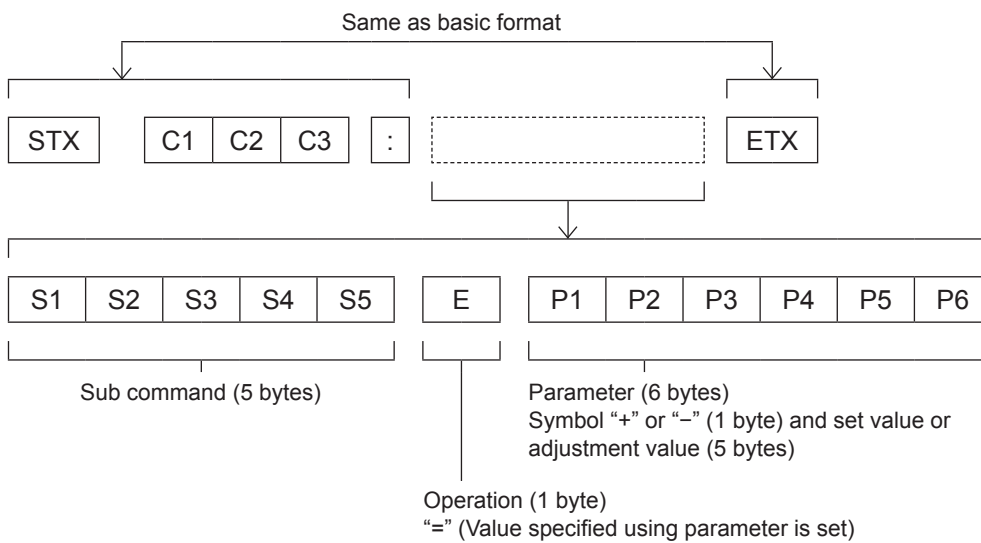 Same as basic format
STX C1 C2 C3 : ETX
S1 S2 S3 S4 S5 E P1 P2 P3 P4 P5 P6
Sub command (5 bytes)
Parameter (6 bytes)
Symbol “+” or “−” (1 byte) and set value or
adjustment value (5 bytes)
Operation (1 byte)
“=” (Value specified using parameter is set)